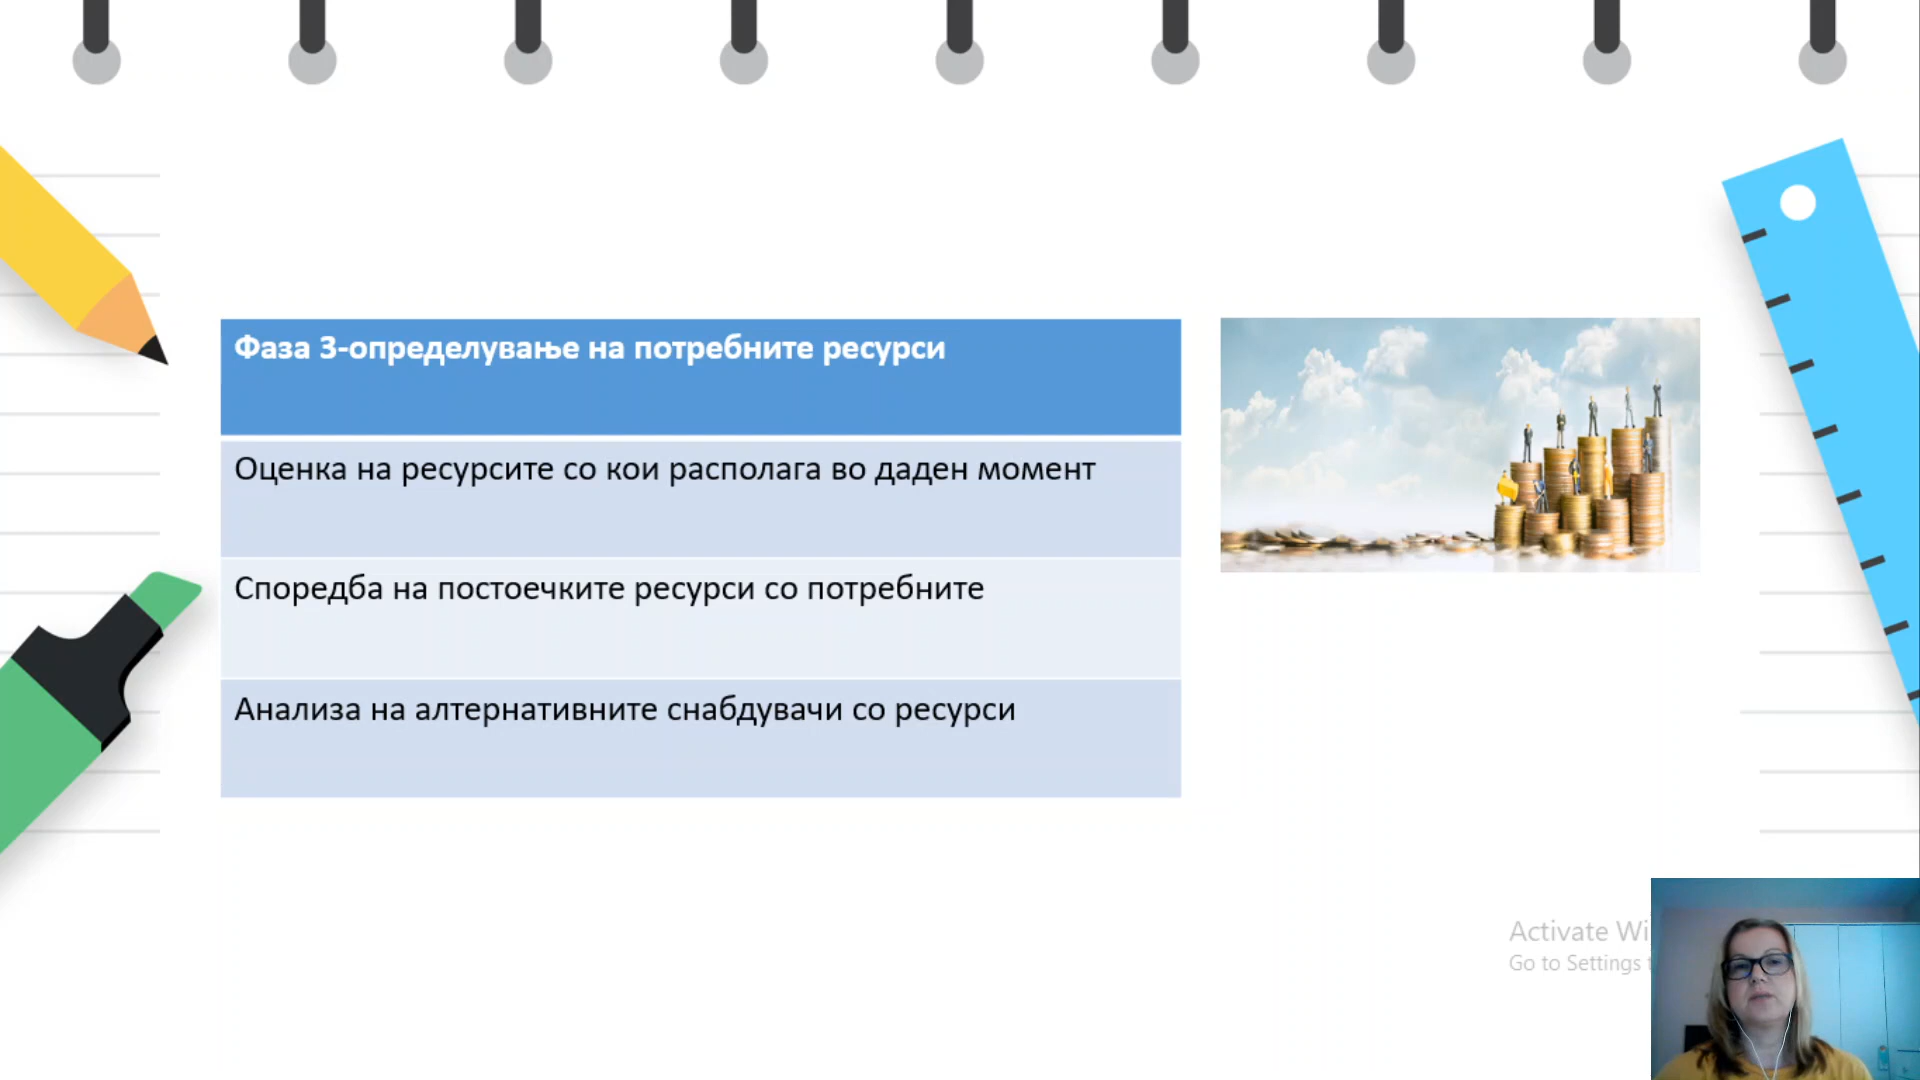 Фаза 3-определување на потребните ресурси
Оценка на ресурсите со кои располага во даден момент
Споредба на постоечките ресурси со потребните
Анализа на алтернативните снабдувачи со ресурси
Activate Wi
Go to Settings